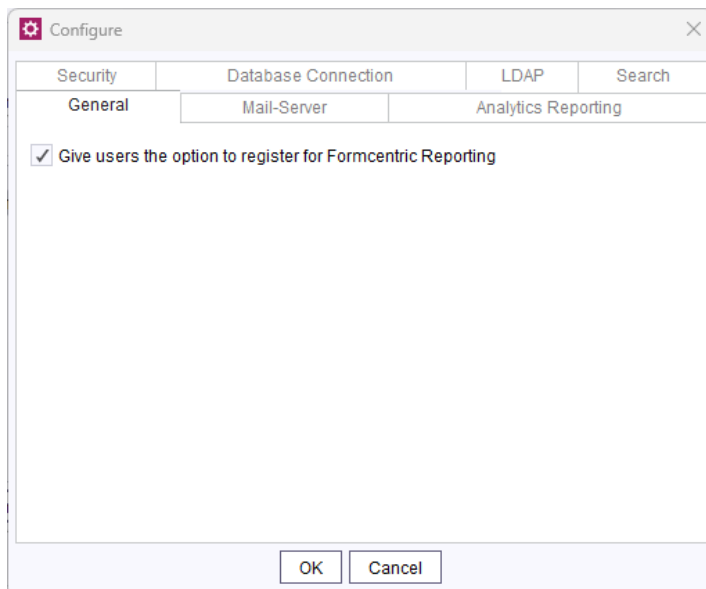 Configure
Security Database Connection LDAP Search
General Mail-Server Analytics Reporting
Give users the option to register for Formcentric Reporting
OK Cancel